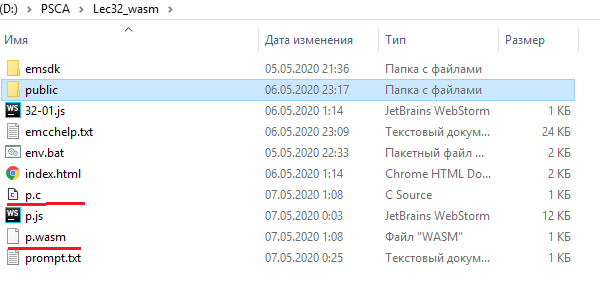 (D:) > PSCA > Lec32_wasm >
Имя Дата изменения Тип Размер
emsdk 05.05.2020 21:36 Папка с файлами
public 06.05.2020 23:17 Папка с файлами
WS 32-01.js 06.05.2020 1:14 JetBrains WebStorm 1 КБ
emcchelp.txt 06.05.2020 23:09 Текстовый докум... 24 КБ
env.bat 05.05.2020 22:33 Пакетный файл ... 2 КБ
index.html 06.05.2020 1:14 Chrome HTML Do... 2 КБ
p.c 07.05.2020 1:08 C Source 1 КБ
WS p.js 07.05.2020 0:03 JetBrains WebStorm 12 КБ
p.wasm 07.05.2020 1:08 Файл "WASM" 1 КБ
prompt.txt 07.05.2020 0:25 Текстовый докум... 1 КБ